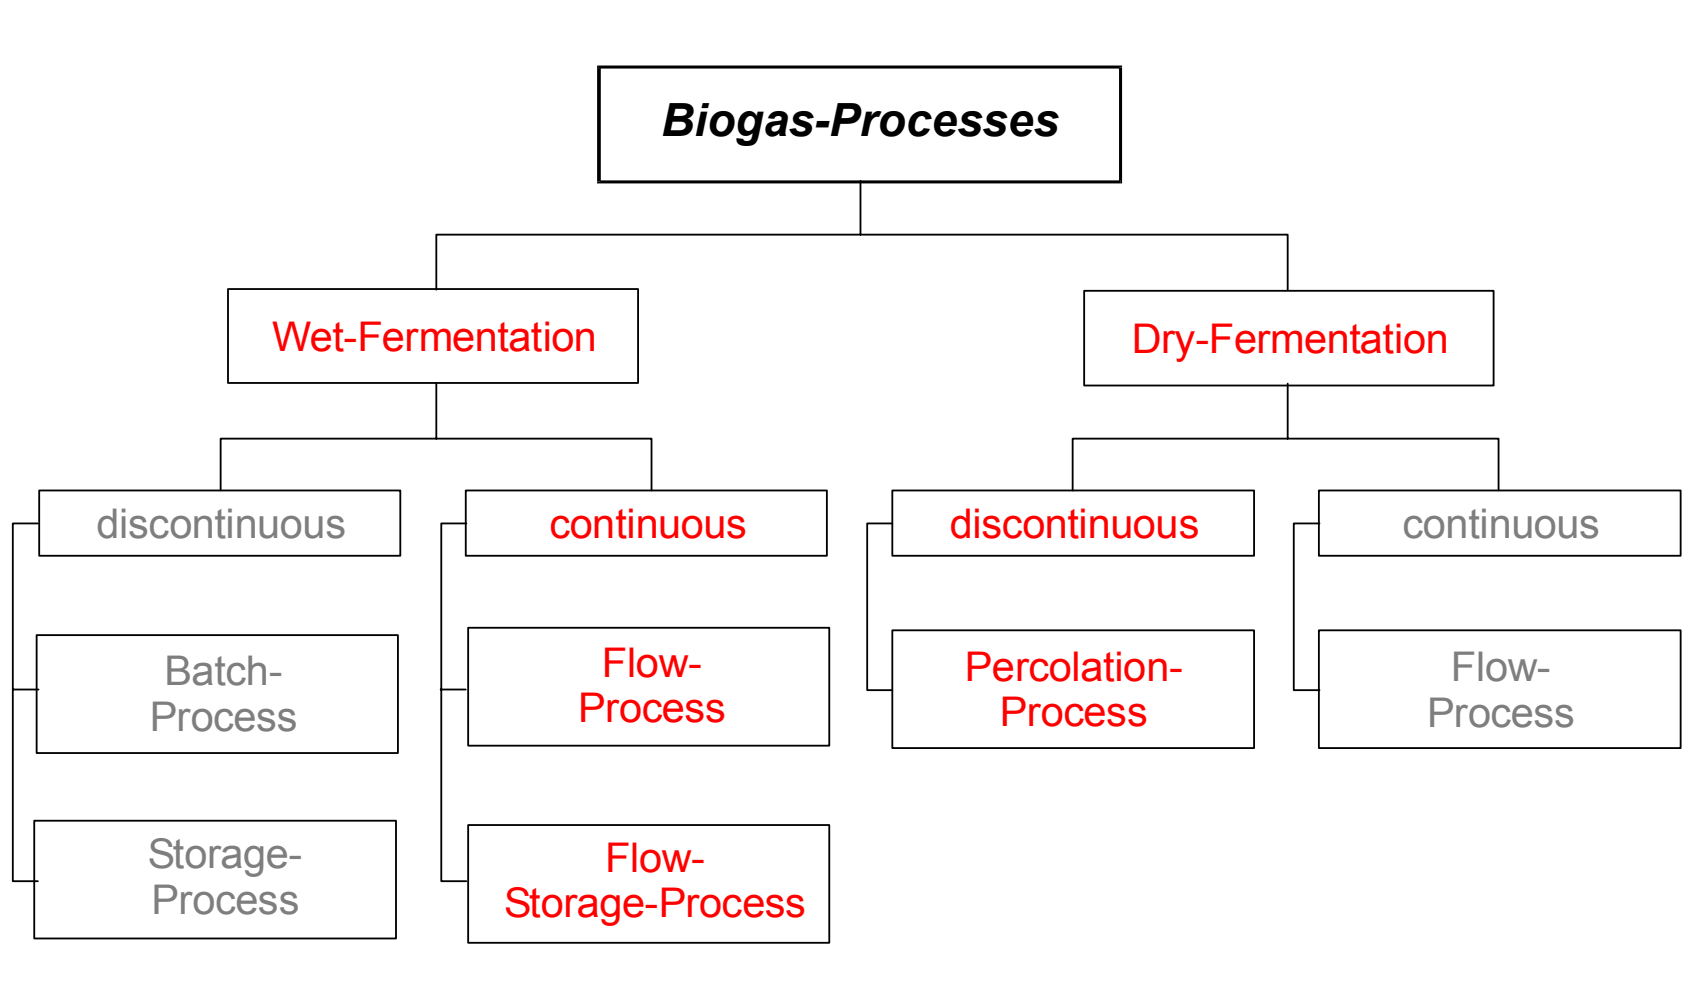 Biogas-Processes
Wet-Fermentation
Dry-Fermentation
discontinuous
continuous
discontinuous
continuous
Batch-
Process
Flow-
Process
Percolation-
Process
Flow-
Process
Storage-
Process
Flow-
Storage-Process